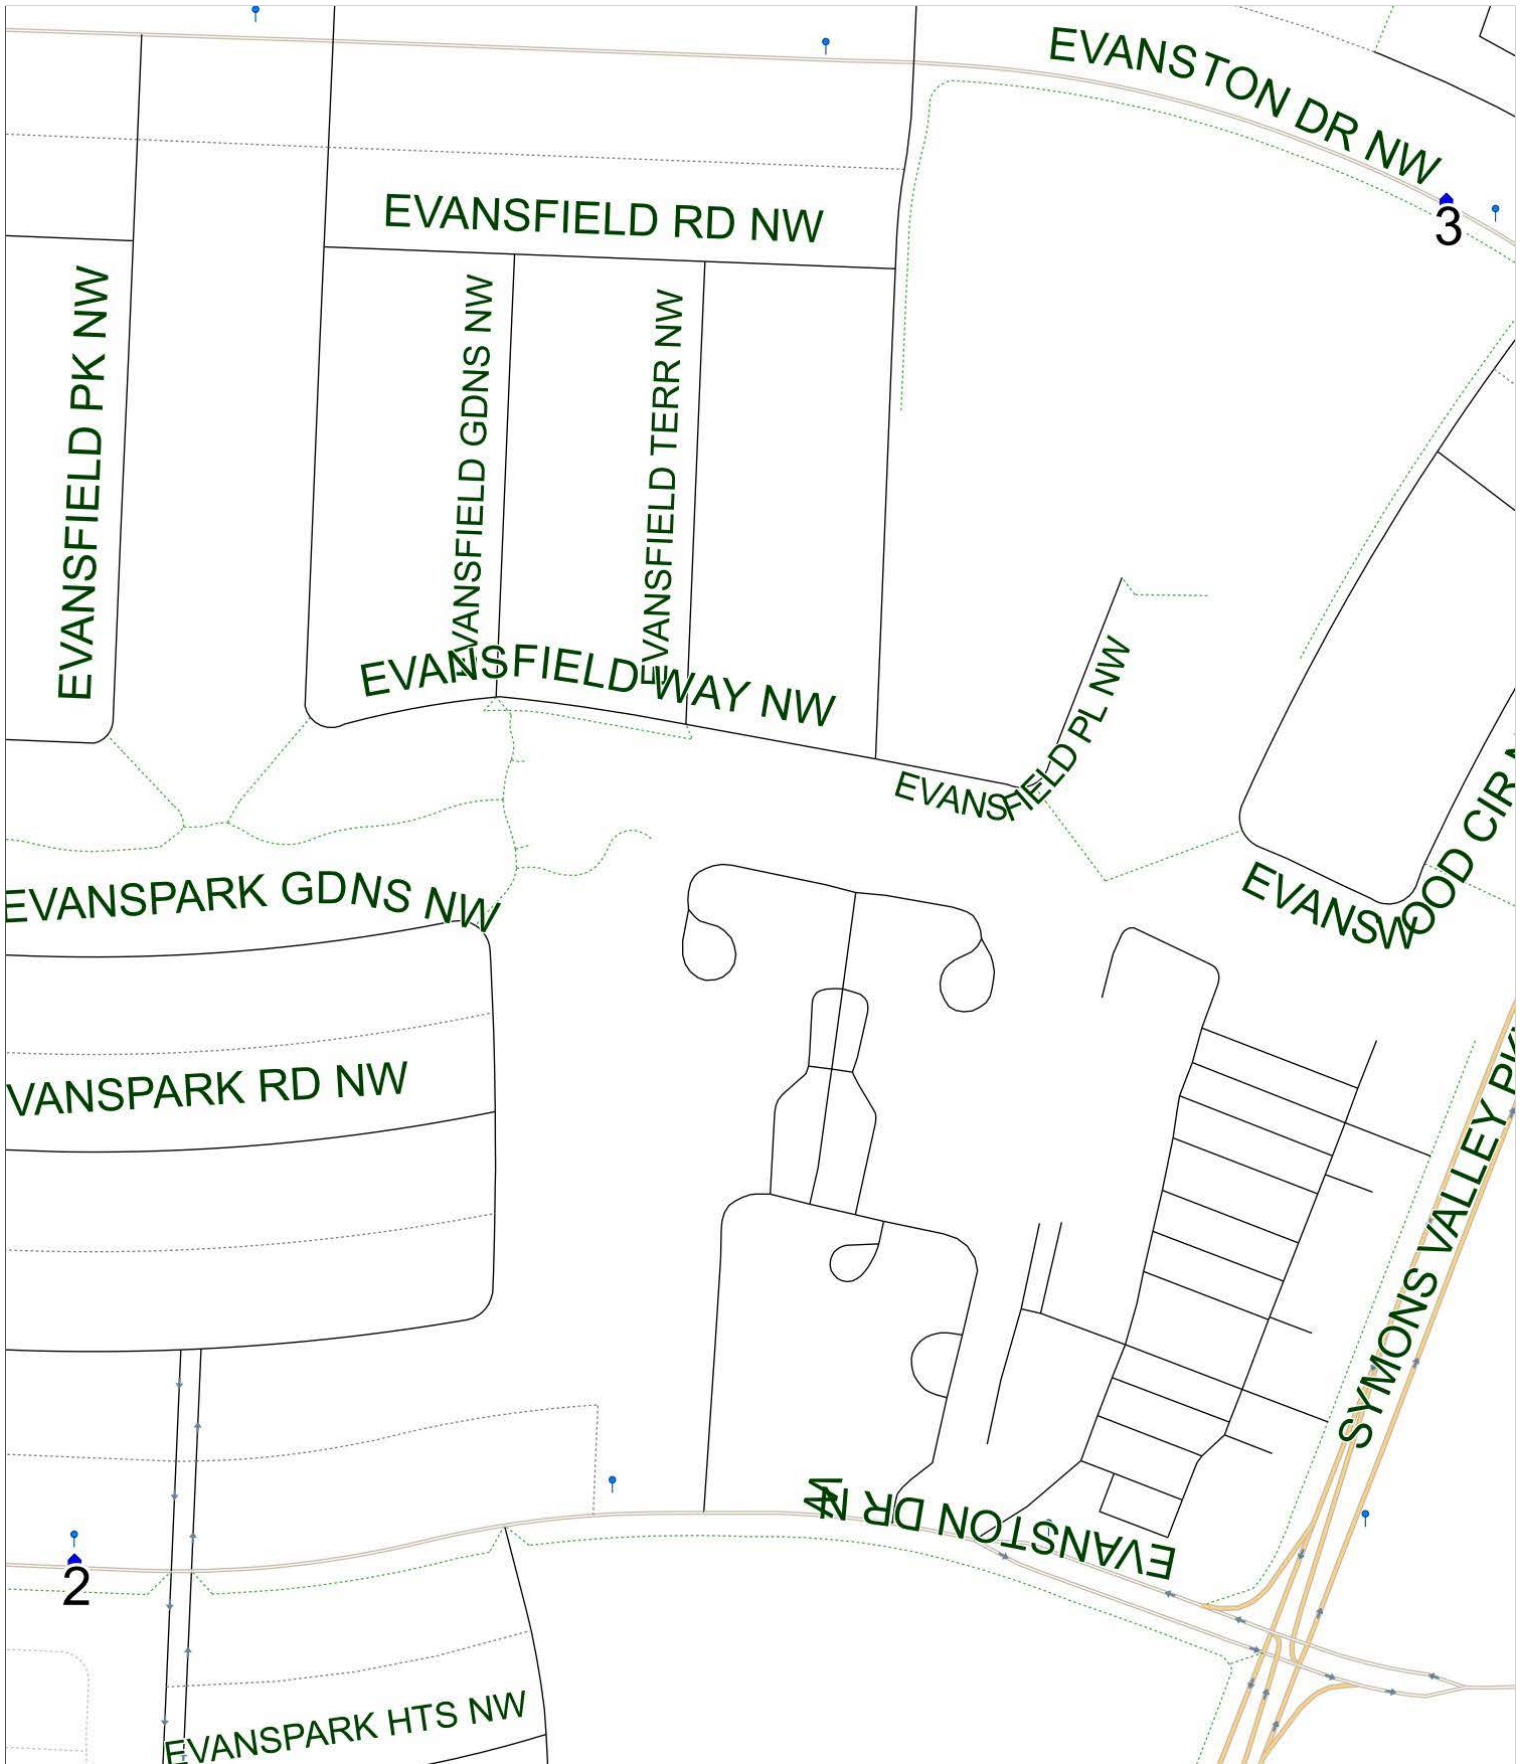 EVANSTON DR NW
EVANSFIELD RD NW
3
EVANSFIELD PK NW
EVANSFIELD GDNS NW
EVANSFIELD TERR NW
EVANSFIELD WAY NW
EVANSFIELD PL NW
EVANSWOOD CIR N
EVANSPARK GDNS NW
VANSPARK RD NW
SYMONS VALLEY PK
EVANSTON DR NW
2
EVANSPARK HTS NW